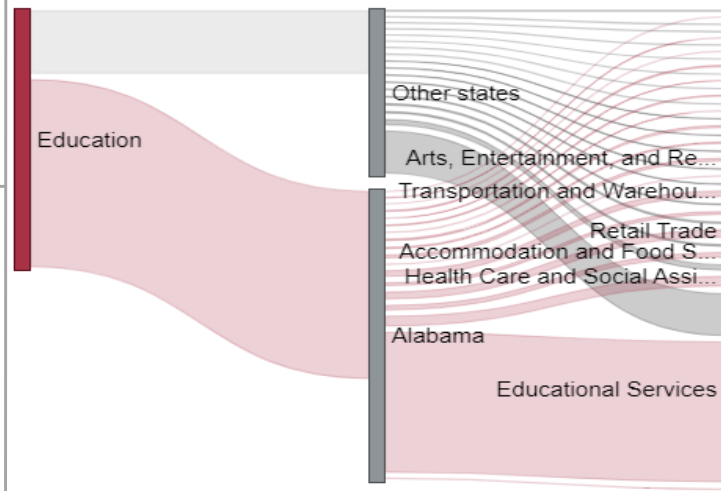 Education
Other states
Arts, Entertainment, and Re...
Transportation and Warehou...
Retail Trade
Accommodation and Food S...
Health Care and Social Assi...
Alabama
Educational Services